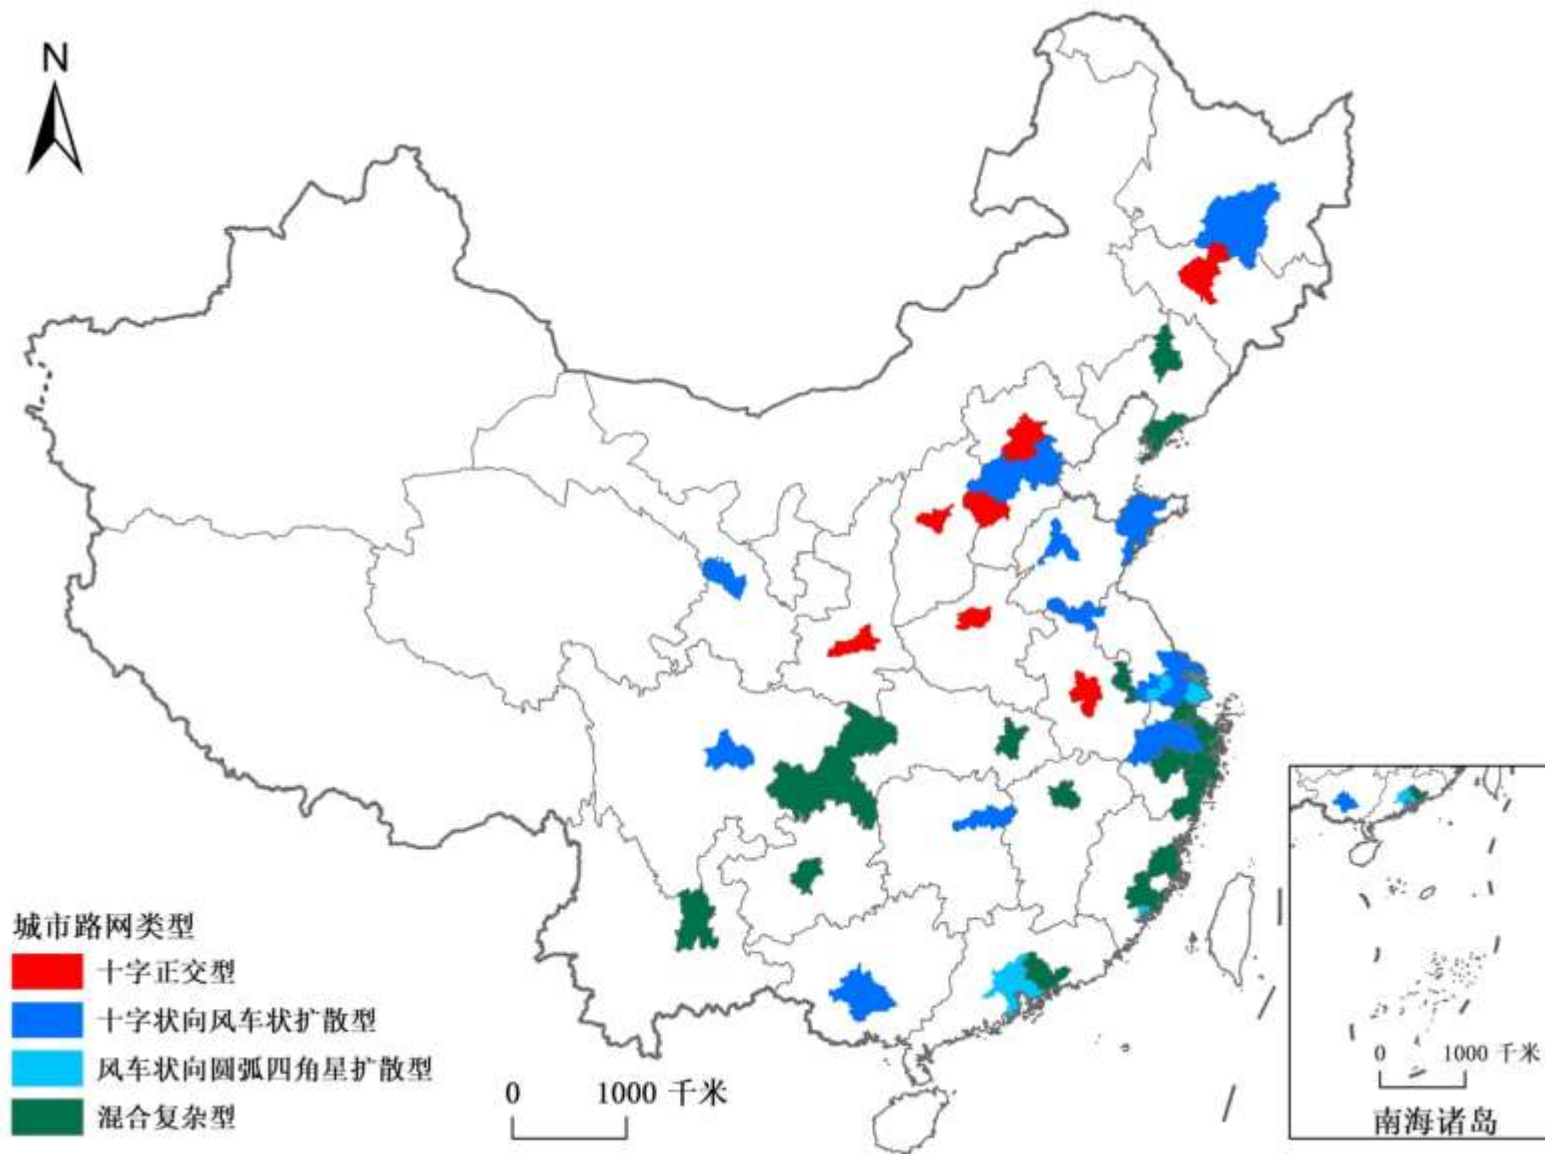 N
城市路网类型
十字正交型
十字状向风车状扩散型
风车状向圆弧四角星扩散型
混合复杂型
0 1000 千米
0 1000 千米
南海诸岛